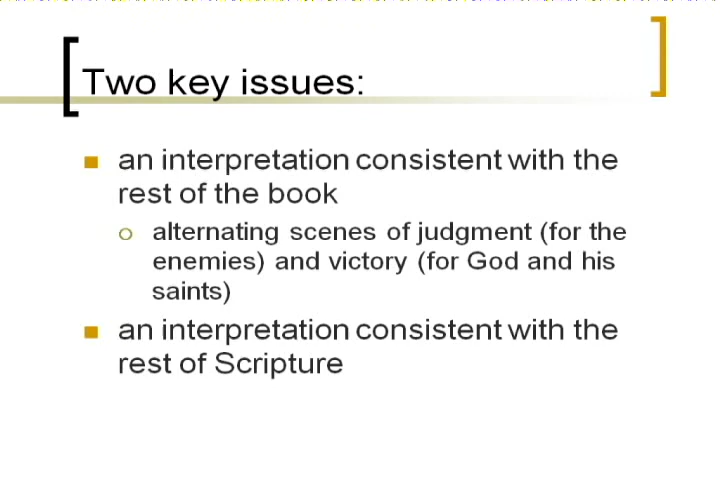 Two key issues:
an interpretation consistent with the
rest of the book
alternating scenes of judgment (for the
enemies) and victory (for God and his
saints)
an interpretation consistent with the
rest of Scripture